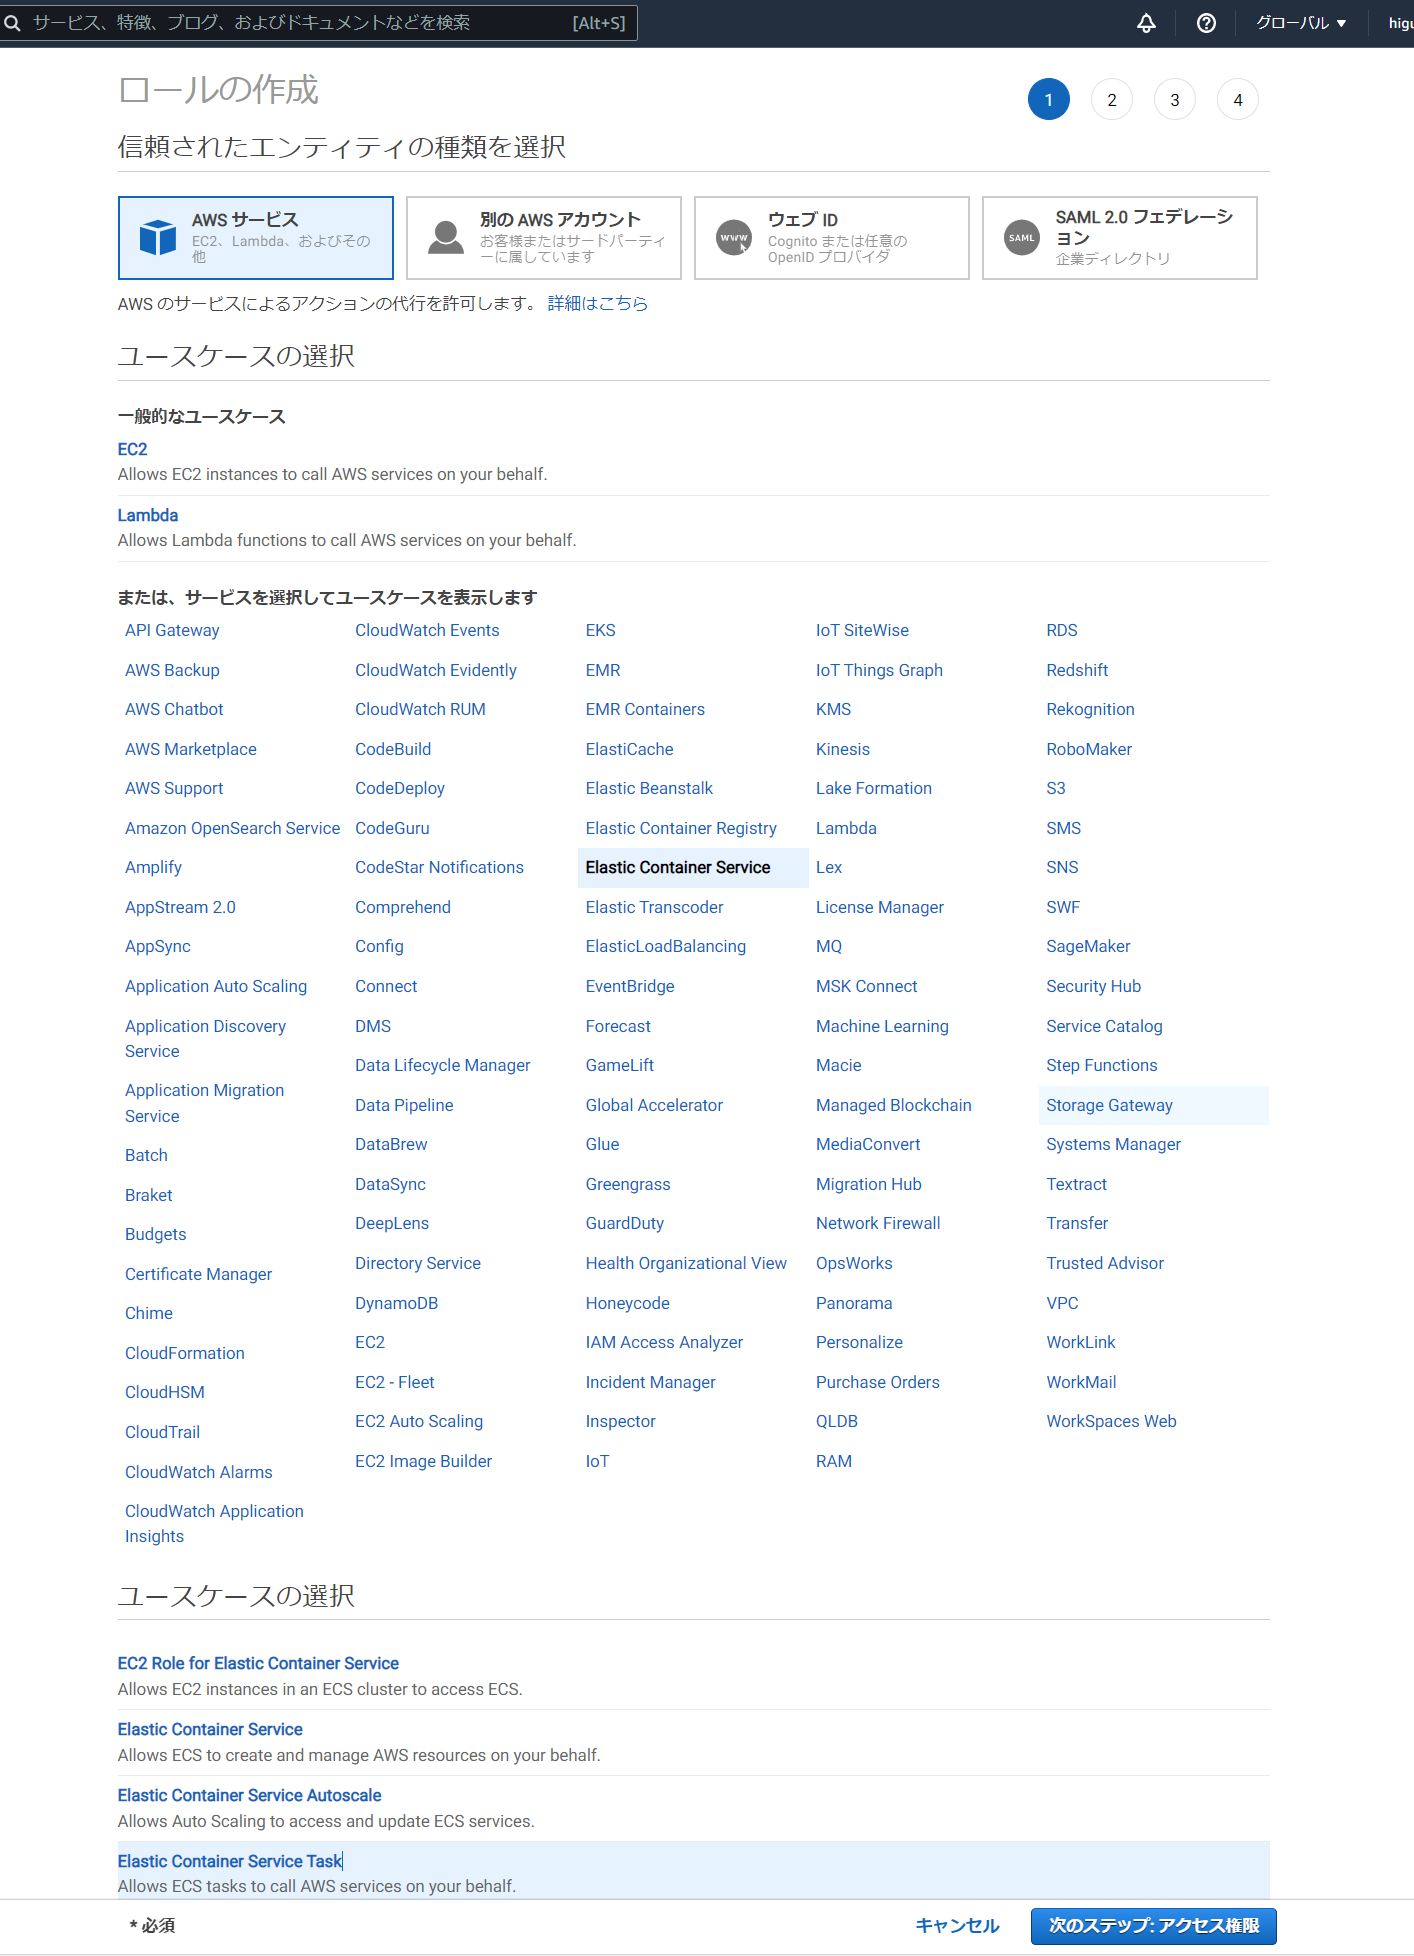 サービス、特徴、ブログ、およびドキュメントなどを検索 [Alt+S] グローバル ▼ higu
ロールの作成
1 2 3 4
信頼されたエンティティの種類を選択
AWS サービス
EC2、Lambda、およびその
他
別の AWS アカウント
お客様またはサードパーティ
ーに属しています
WWW
ウェブ ID
Cognito または任意の
OpenID プロバイダ
SAML
SAML 2.0 フェデレーシ
ョン
企業ディレクトリ
AWS のサービスによるアクションの代行を許可します。 詳細はこちら
ユースケースの選択
一般的なユースケース
EC2
Allows EC2 instances to call AWS services on your behalf.
Lambda
Allows Lambda functions to call AWS services on your behalf.
または、サービスを選択してユースケースを表示します
API Gateway
AWS Backup
AWS Chatbot
AWS Marketplace
AWS Support
Amazon OpenSearch Service
Amplify
AppStream 2.0
AppSync
Application Auto Scaling
Application Discovery
Service
Application Migration
Service
Batch
Braket
Budgets
Certificate Manager
Chime
CloudFormation
CloudHSM
CloudTrail
CloudWatch Alarms
CloudWatch Application
Insights
CloudWatch Events
CloudWatch Evidently
CloudWatch RUM
CodeBuild
CodeDeploy
CodeGuru
CodeStar Notifications
Comprehend
Config
Connect
DMS
Data Lifecycle Manager
Data Pipeline
DataBrew
DataSync
DeepLens
Directory Service
DynamoDB
EC2
EC2 - Fleet
EC2 Auto Scaling
EC2 Image Builder
EKS
EMR
EMR Containers
ElastiCache
Elastic Beanstalk
Elastic Container Registry
Elastic Container Service
Elastic Transcoder
ElasticLoadBalancing
EventBridge
Forecast
GameLift
Global Accelerator
Glue
Greengrass
GuardDuty
Health Organizational View
Honeycode
IAM Access Analyzer
Incident Manager
Inspector
IoT
IoT SiteWise
IoT Things Graph
KMS
Kinesis
Lake Formation
Lambda
Lex
License Manager
MQ
MSK Connect
Machine Learning
Macie
Managed Blockchain
MediaConvert
Migration Hub
Network Firewall
OpsWorks
Panorama
Personalize
Purchase Orders
QLDB
RAM
RDS
Redshift
Rekognition
RoboMaker
S3
SMS
SNS
SWF
SageMaker
Security Hub
Service Catalog
Step Functions
Storage Gateway
Systems Manager
Textract
Transfer
Trusted Advisor
VPC
WorkLink
WorkMail
WorkSpaces Web
ユースケースの選択
EC2 Role for Elastic Container Service
Allows EC2 instances in an ECS cluster to access ECS.
Elastic Container Service
Allows ECS to create and manage AWS resources on your behalf.
Elastic Container Service Autoscale
Allows Auto Scaling to access and update ECS services.
Elastic Container Service Task
Allows ECS tasks to call AWS services on your behalf.
* 必須 キャンセル 次のステップ: アクセス権限